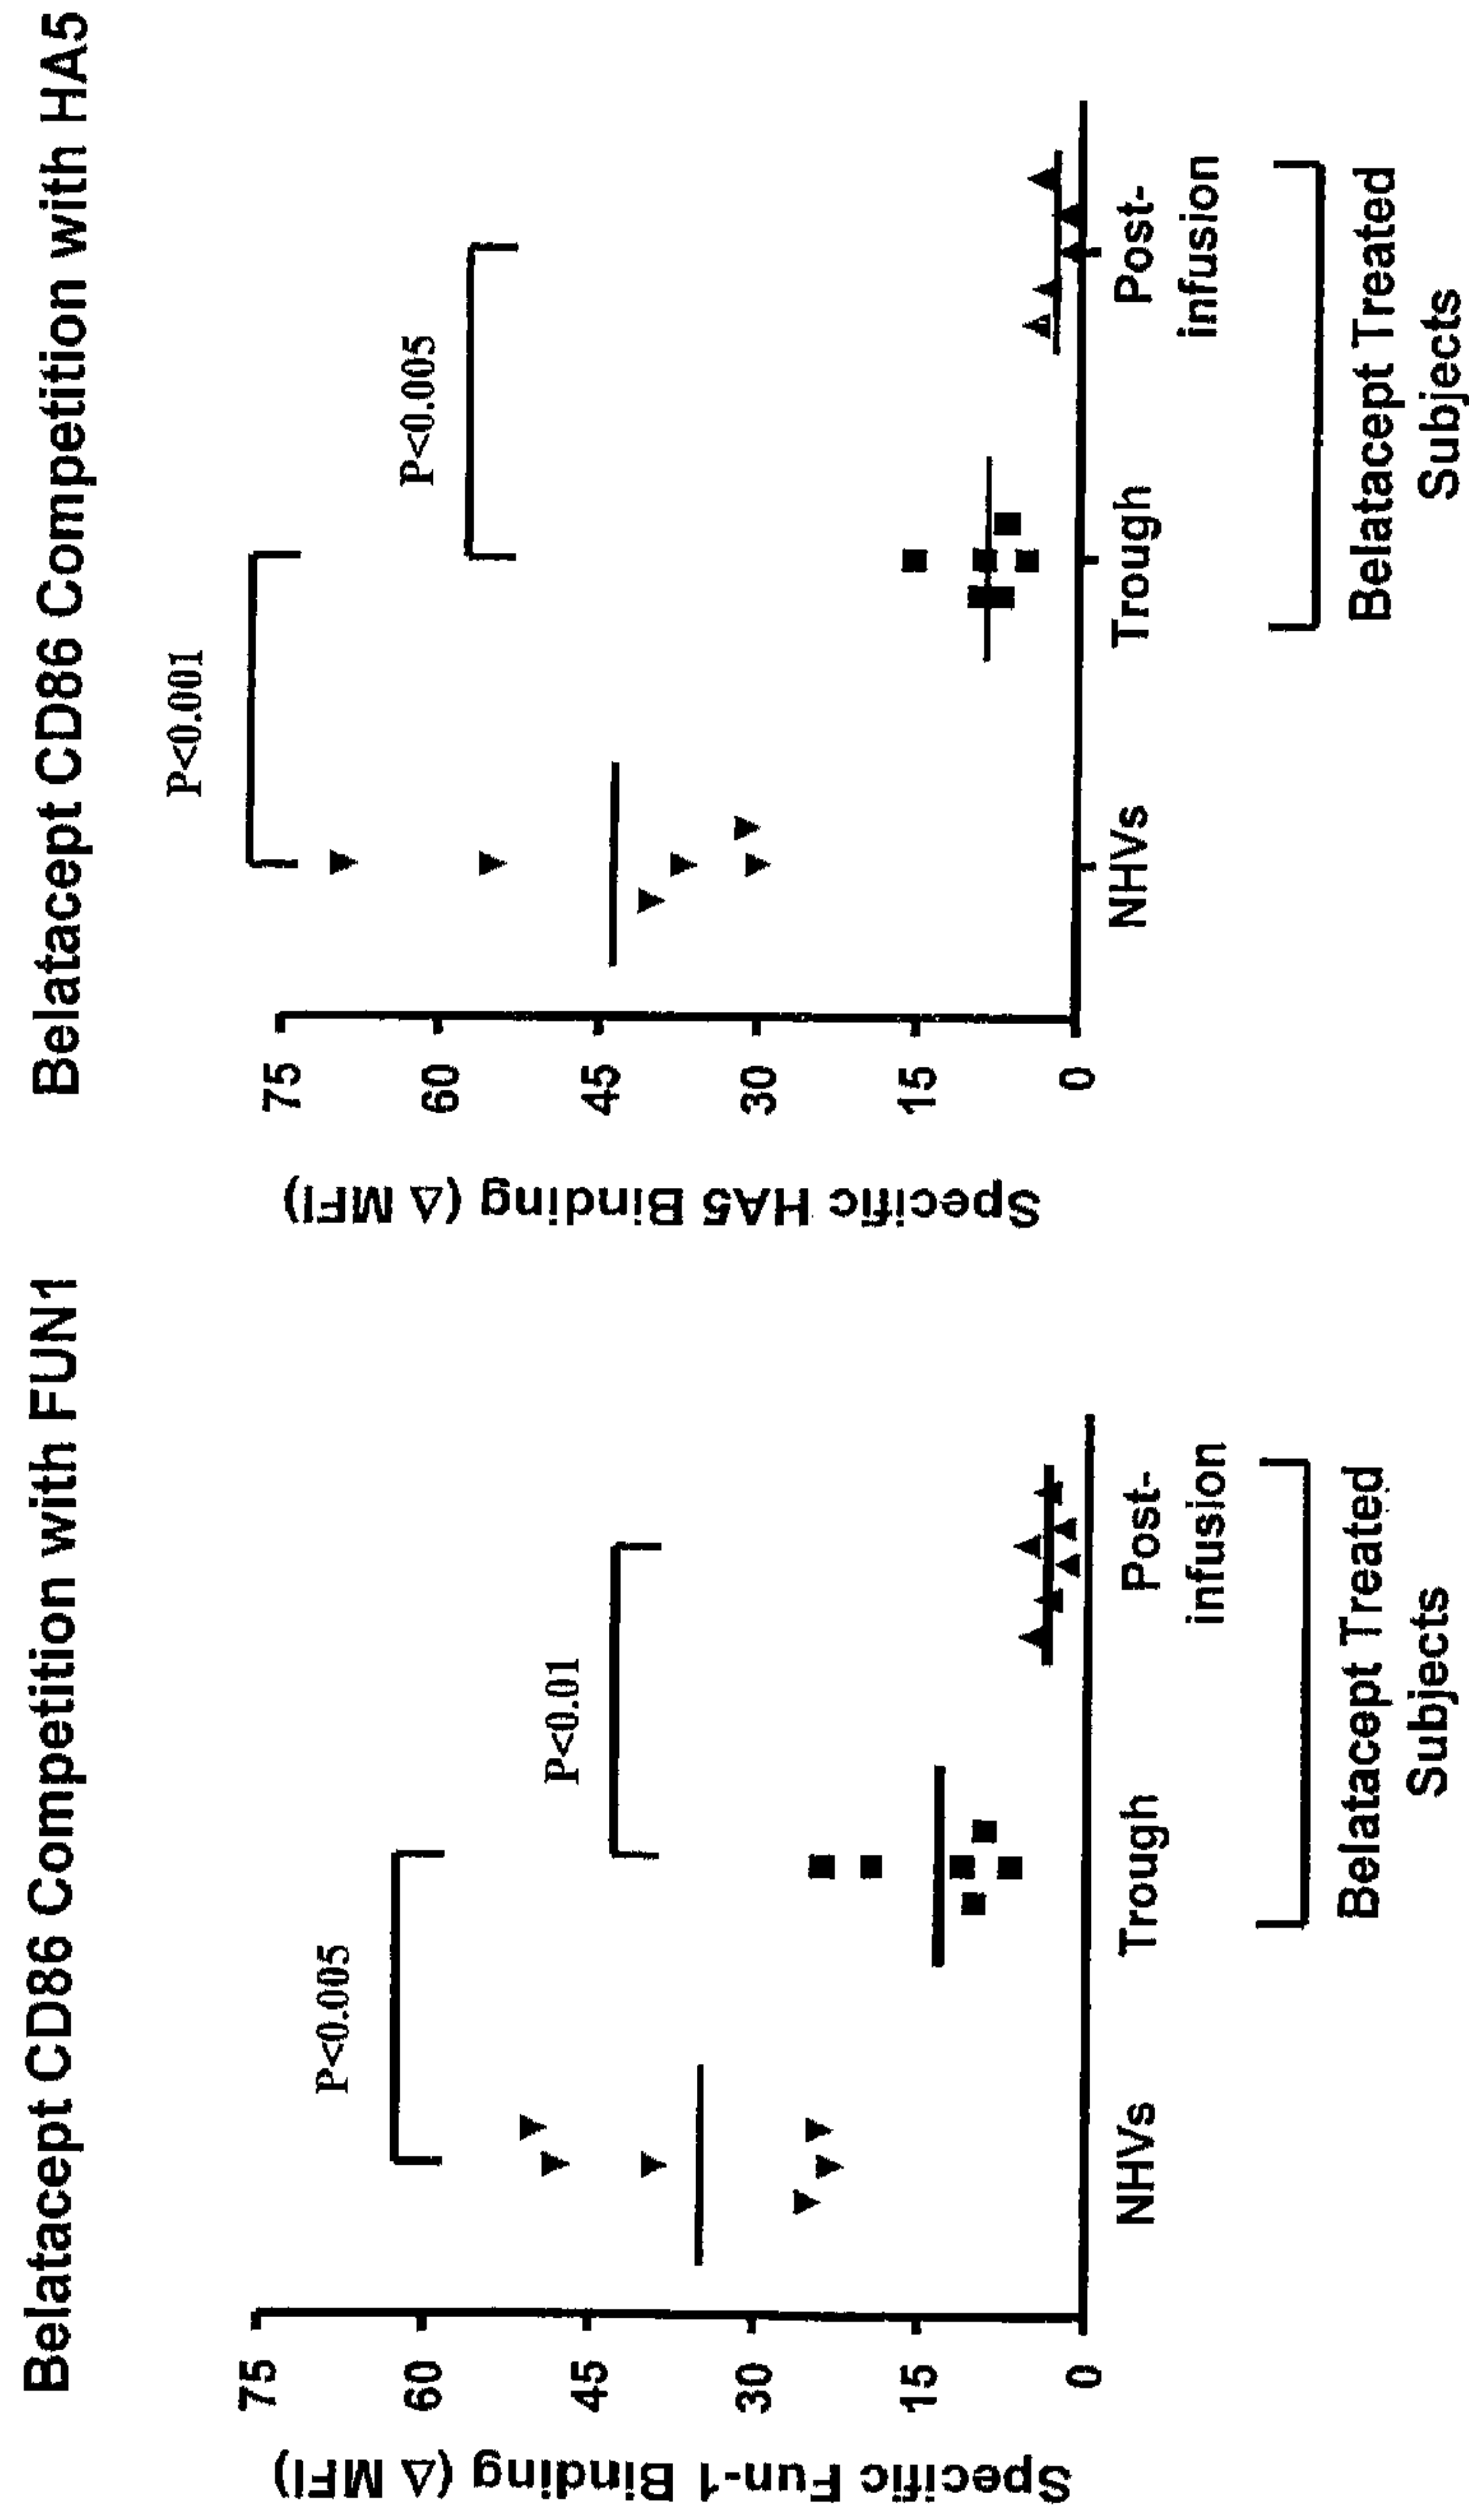 Belatacept CD86 Competition with FUN1
Specific Fun-1 Binding (Δ MFI)
75
60
45
30
15
0
P<0.005
P<0.01
NHVs
Trough
Post-
infusion
Belatacept Treated
Subjects
Belatacept CD86 Competition with HA5
Specific HA5 Binding (Δ MFI)
75
60
45
30
15
0
P<0.001
P<0.005
NHVs
Trough
Post-
infusion
Belatacept Treated
Subjects